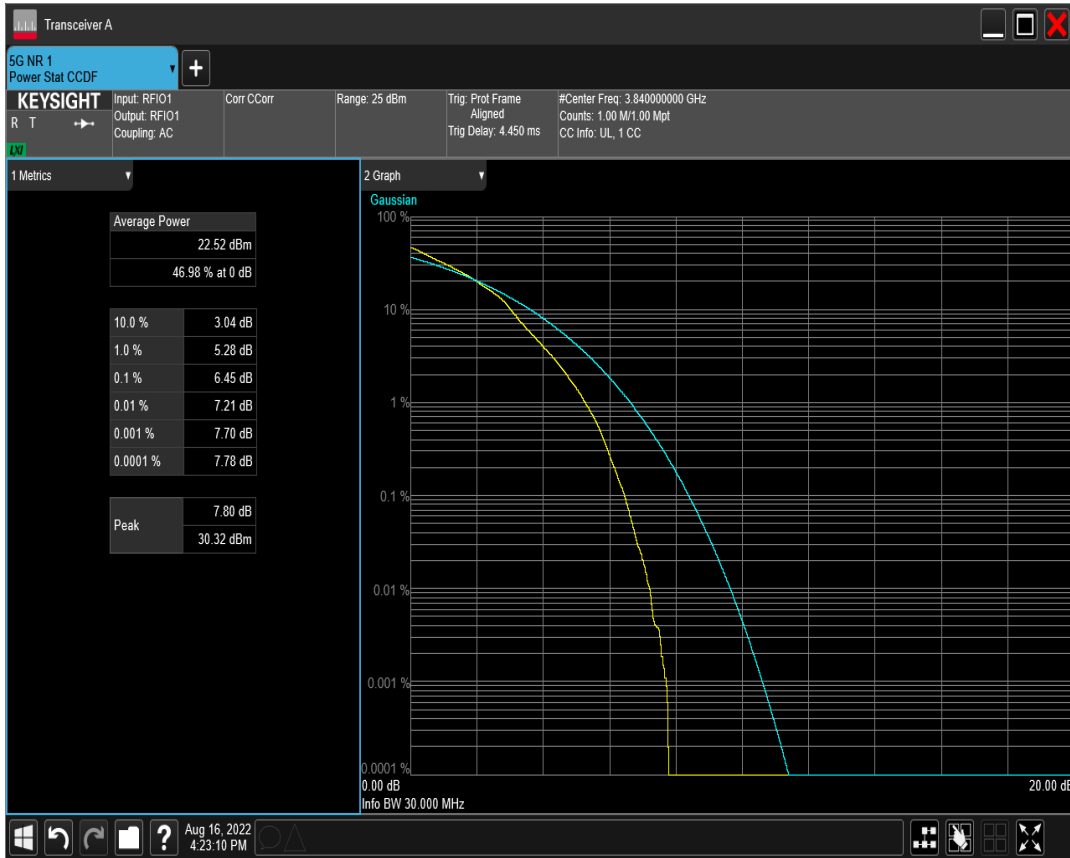 Transceiver A
5G NR 1
Power Stat CCDF
KEYSIGHT
R T
LXI
Input: RFIO1
Output: RFIO1
Coupling: AC
Corr CCorr
Range: 25 dBm
Trig: Prot Frame
Aligned
Trig Delay: 4.450 ms
#Center Freq: 3.840000000 GHz
Counts: 1.00 M/1.00 Mpt
CC Info: UL, 1 CC
1 Metrics
Average Power
22.52 dBm
46.98 % at 0 dB
10.0 % 3.04 dB
1.0 % 5.28 dB
0.1 % 6.45 dB
0.01 % 7.21 dB
0.001 % 7.70 dB
0.0001 % 7.78 dB
Peak
7.80 dB
30.32 dBm
2 Graph
Gaussian
100 %
10 %
1 %
0.1 %
0.01 %
0.001 %
0.0001 %
0.00 dB
20.00 dB
Info BW 30.000 MHz
?
Aug 16, 2022
4:23:10 PM